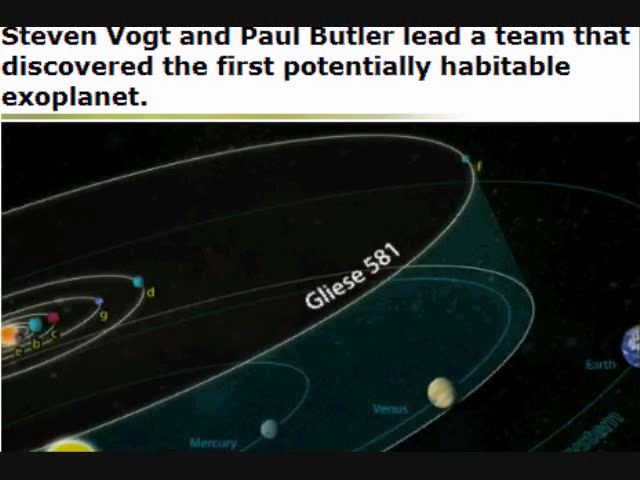 Steven Vogt and Paul Butler lead a team that
discovered the first potentially habitable
exoplanet.
f
Gliese 581
d
g
e b c
Earth
Venus
Mercury